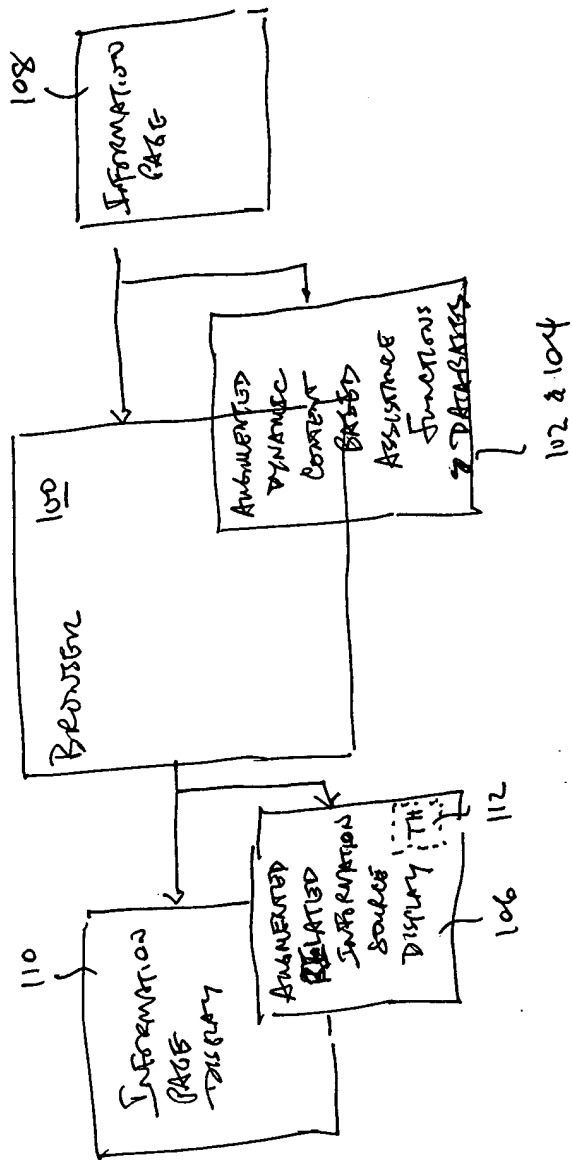 110
INFORMATION
PAGE
DISPLAY
AUGMENTED
RELATED
INFORMATION
SOURCE
DISPLAY
TH
112
106
BROWSER 100
AUGMENTED
DYNAMIC
CONTENT
BASED
ASSISTANCE
FUNCTIONS
& DATABASES
102 & 104
108
INFORMATION
PAGE